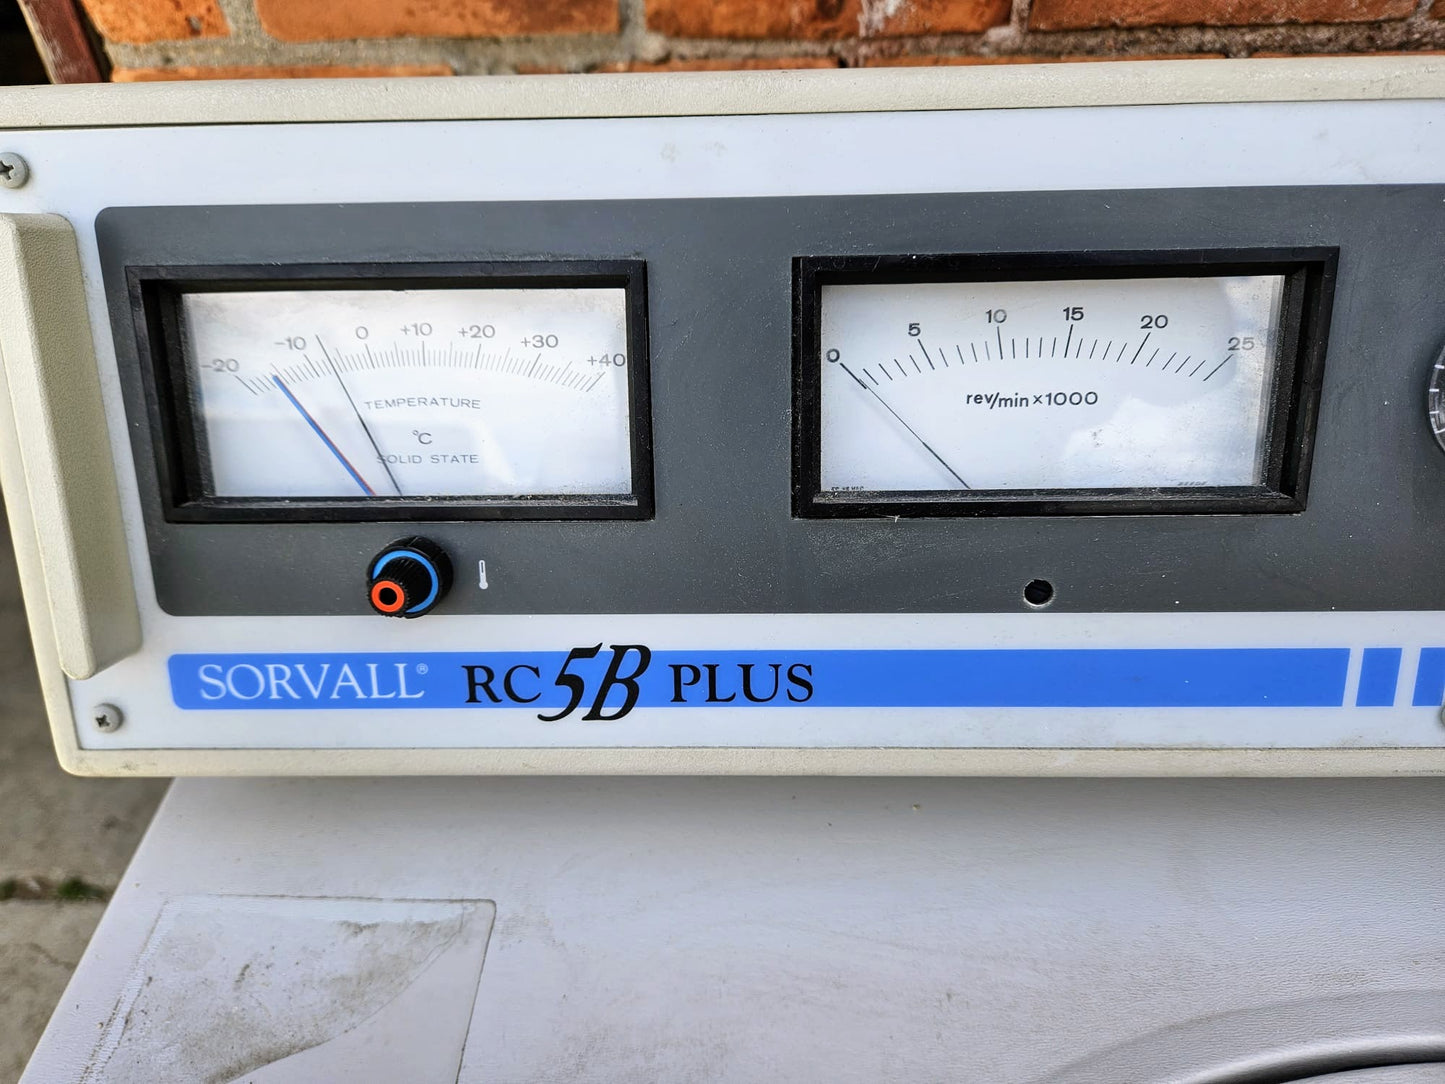 -20 -10 0 +10 +20 +30 +40
TEMPERATURE
°C
SOLID STATE
0 5 10 15 20 25
rev/min×1000
SORVALL® RC5B PLUS